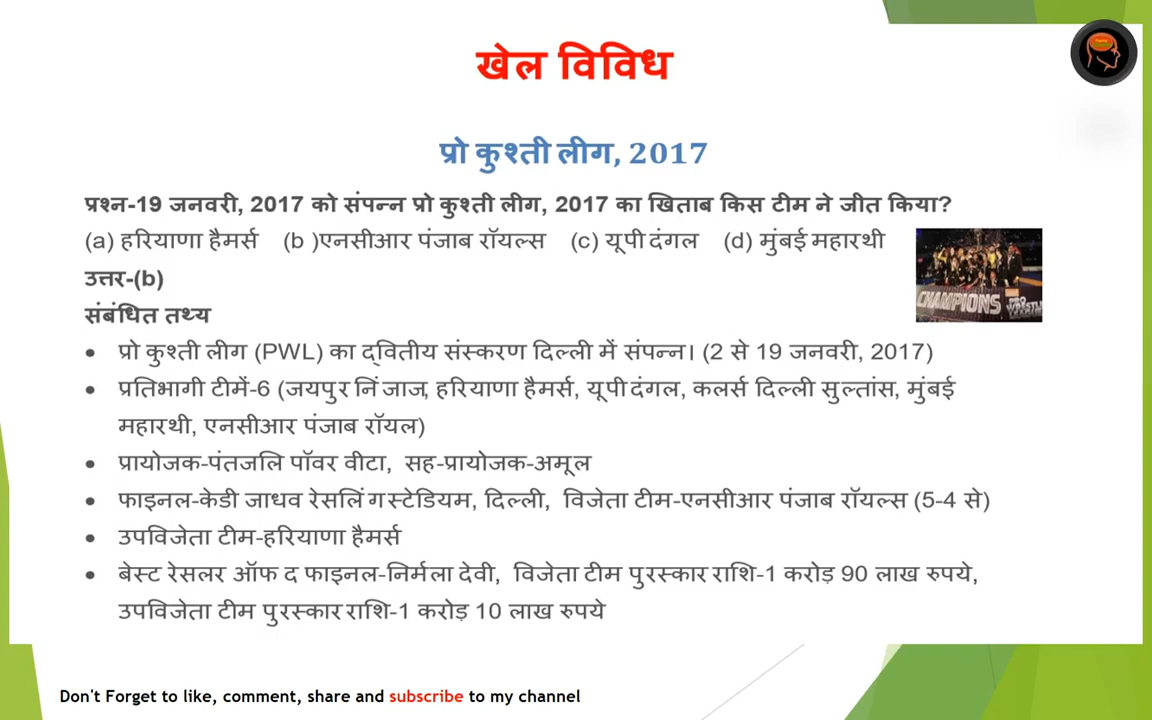 खेल विविध
प्रो कुश्ती लीग, 2017
प्रश्न-19 जनवरी, 2017 को संपन्न प्रो कुश्ती लीग, 2017 का खिताब किस टीम ने जीत किया?
(a) हरियाणा हैमर्स (b )एनसीआर पंजाब रॉयल्स (c) यूपी दंगल (d) मुंबई महारथी
उत्तर-(b)
संबंधित तथ्य
CHAMPIONS PRO
• प्रो कुश्ती लीग (PWL) का द्वितीय संस्करण दिल्ली में संपन्न। (2 से 19 जनवरी, 2017)
• प्रतिभागी टीमें-6 (जयपुर निंजाज, हरियाणा हैमर्स, यूपी दंगल, कलर्स दिल्ली सुल्तांस, मुंबई
महारथी, एनसीआर पंजाब रॉयल)
• प्रायोजक-पंतजलि पॉवर वीटा, सह-प्रायोजक-अमूल
• फाइनल-केडी जाधव रेसलिंग स्टेडियम, दिल्ली, विजेता टीम-एनसीआर पंजाब रॉयल्स (5-4 से)
• उपविजेता टीम-हरियाणा हैमर्स
• बेस्ट रेसलर ऑफ द फाइनल-निर्मला देवी, विजेता टीम पुरस्कार राशि-1 करोड़ 90 लाख रुपये,
उपविजेता टीम पुरस्कार राशि-1 करोड़ 10 लाख रुपये
Don't Forget to like, comment, share and subscribe to my channel